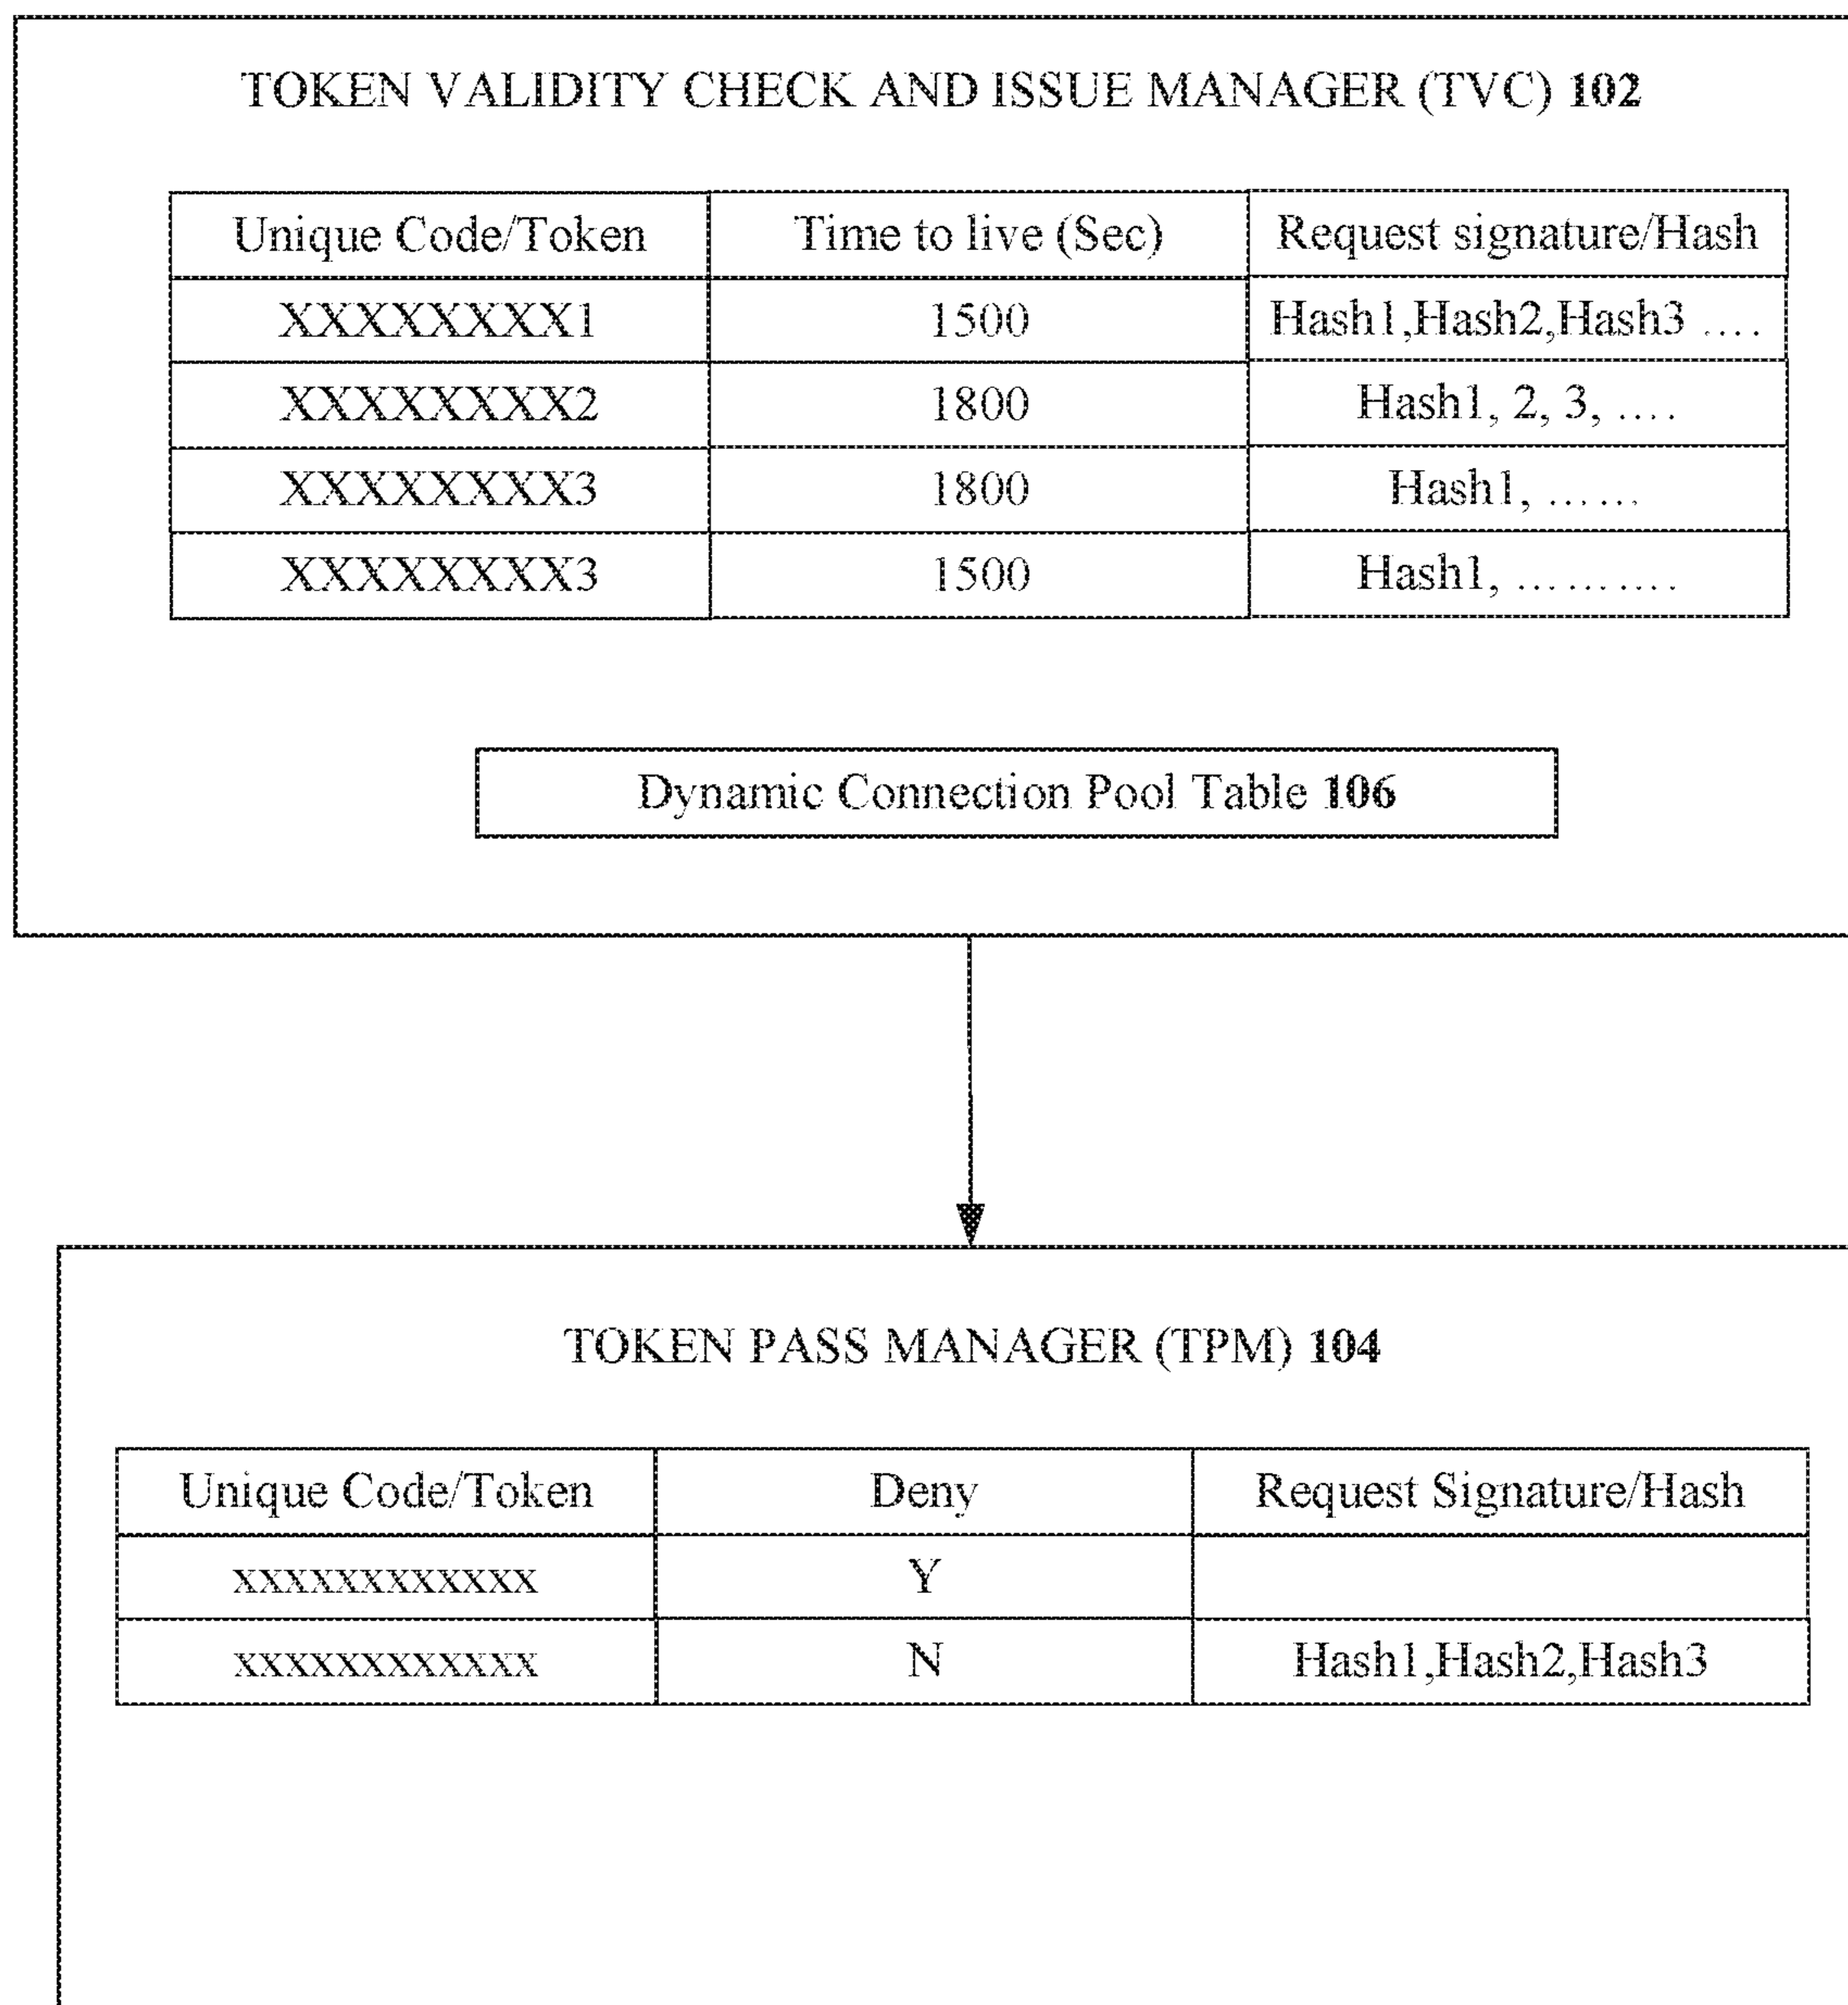 TOKEN VALIDITY CHECK AND ISSUE MANAGER (TVC) 102
Unique Code/Token Time to live (Sec) Request signature/Hash
XXXXXXXX1 1500 Hash1,Hash2,Hash3 ....
XXXXXXXX2 1800 Hash1, 2, 3, ....
XXXXXXXX3 1800 Hash1, ......
XXXXXXXX3 1500 Hash1, ..........
Dynamic Connection Pool Table 106
TOKEN PASS MANAGER (TPM) 104
Unique Code/Token Deny Request Signature/Hash
xxxxxxxxxxxx Y
xxxxxxxxxxxx N Hash1,Hash2,Hash3